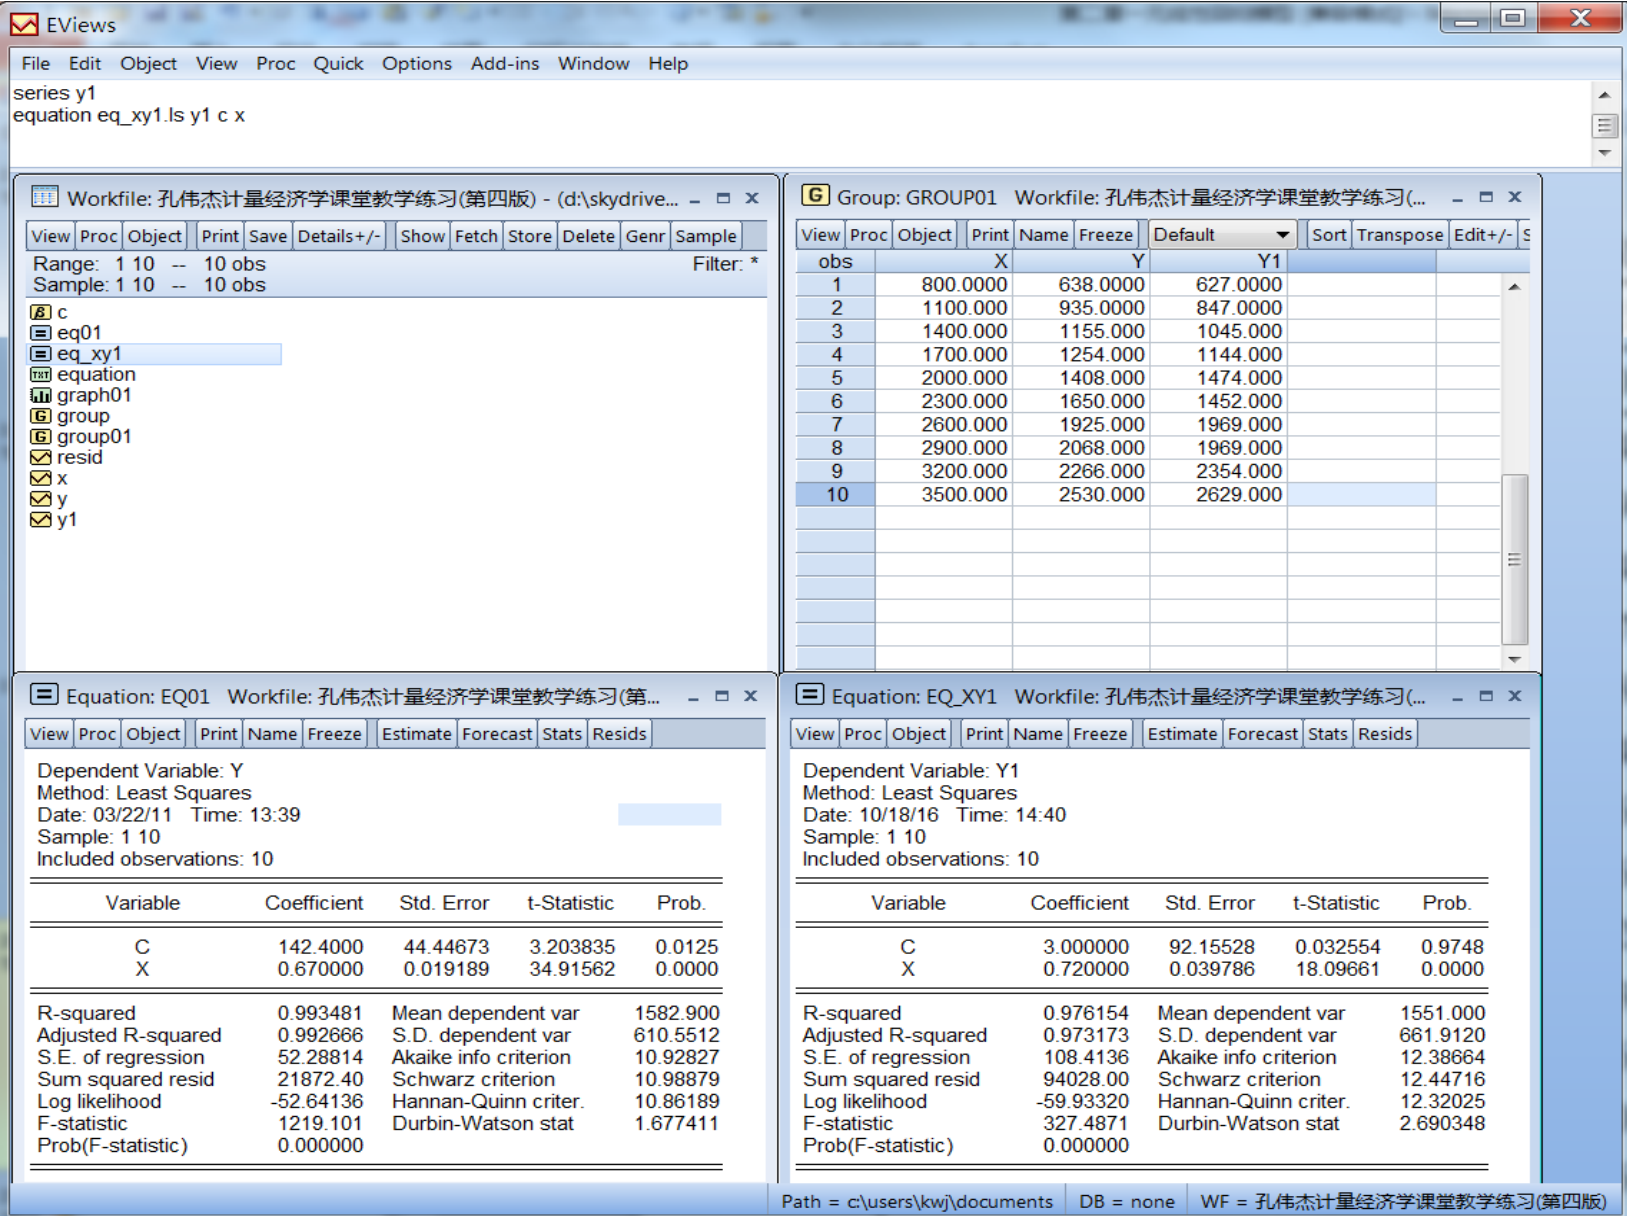 EViews
File Edit Object View Proc Quick Options Add-ins Window Help
series y1
equation eq_xy1.ls y1 c x
Workfile: 孔伟杰计量经济学课堂教学练习(第四版) - (d:\skydrive...
View Proc Object Print Save Details+/- Show Fetch Store Delete Genr Sample
Range: 1 10 -- 10 obs Filter: *
Sample: 1 10 -- 10 obs
c
eq01
eq_xy1
equation
graph01
group
group01
resid
x
y
y1
Group: GROUP01 Workfile: 孔伟杰计量经济学课堂教学练习(...
View Proc Object Print Name Freeze Default Sort Transpose Edit+/- S
obs X Y Y1
1 800.0000 638.0000 627.0000
2 1100.000 935.0000 847.0000
3 1400.000 1155.000 1045.000
4 1700.000 1254.000 1144.000
5 2000.000 1408.000 1474.000
6 2300.000 1650.000 1452.000
7 2600.000 1925.000 1969.000
8 2900.000 2068.000 1969.000
9 3200.000 2266.000 2354.000
10 3500.000 2530.000 2629.000
Equation: EQ01 Workfile: 孔伟杰计量经济学课堂教学练习(第...
View Proc Object Print Name Freeze Estimate Forecast Stats Resids
Dependent Variable: Y
Method: Least Squares
Date: 03/22/11 Time: 13:39
Sample: 1 10
Included observations: 10
Variable Coefficient Std. Error t-Statistic Prob.
C 142.4000 44.44673 3.203835 0.0125
X 0.670000 0.019189 34.91562 0.0000
R-squared 0.993481 Mean dependent var 1582.900
Adjusted R-squared 0.992666 S.D. dependent var 610.5512
S.E. of regression 52.28814 Akaike info criterion 10.92827
Sum squared resid 21872.40 Schwarz criterion 10.98879
Log likelihood -52.64136 Hannan-Quinn criter. 10.86189
F-statistic 1219.101 Durbin-Watson stat 1.677411
Prob(F-statistic) 0.000000
Equation: EQ_XY1 Workfile: 孔伟杰计量经济学课堂教学练习(...
View Proc Object Print Name Freeze Estimate Forecast Stats Resids
Dependent Variable: Y1
Method: Least Squares
Date: 10/18/16 Time: 14:40
Sample: 1 10
Included observations: 10
Variable Coefficient Std. Error t-Statistic Prob.
C 3.000000 92.15528 0.032554 0.9748
X 0.720000 0.039786 18.09661 0.0000
R-squared 0.976154 Mean dependent var 1551.000
Adjusted R-squared 0.973173 S.D. dependent var 661.9120
S.E. of regression 108.4136 Akaike info criterion 12.38664
Sum squared resid 94028.00 Schwarz criterion 12.44716
Log likelihood -59.93320 Hannan-Quinn criter. 12.32025
F-statistic 327.4871 Durbin-Watson stat 2.690348
Prob(F-statistic) 0.000000
Path = c:\users\kwj\documents DB = none WF = 孔伟杰计量经济学课堂教学练习(第四版)